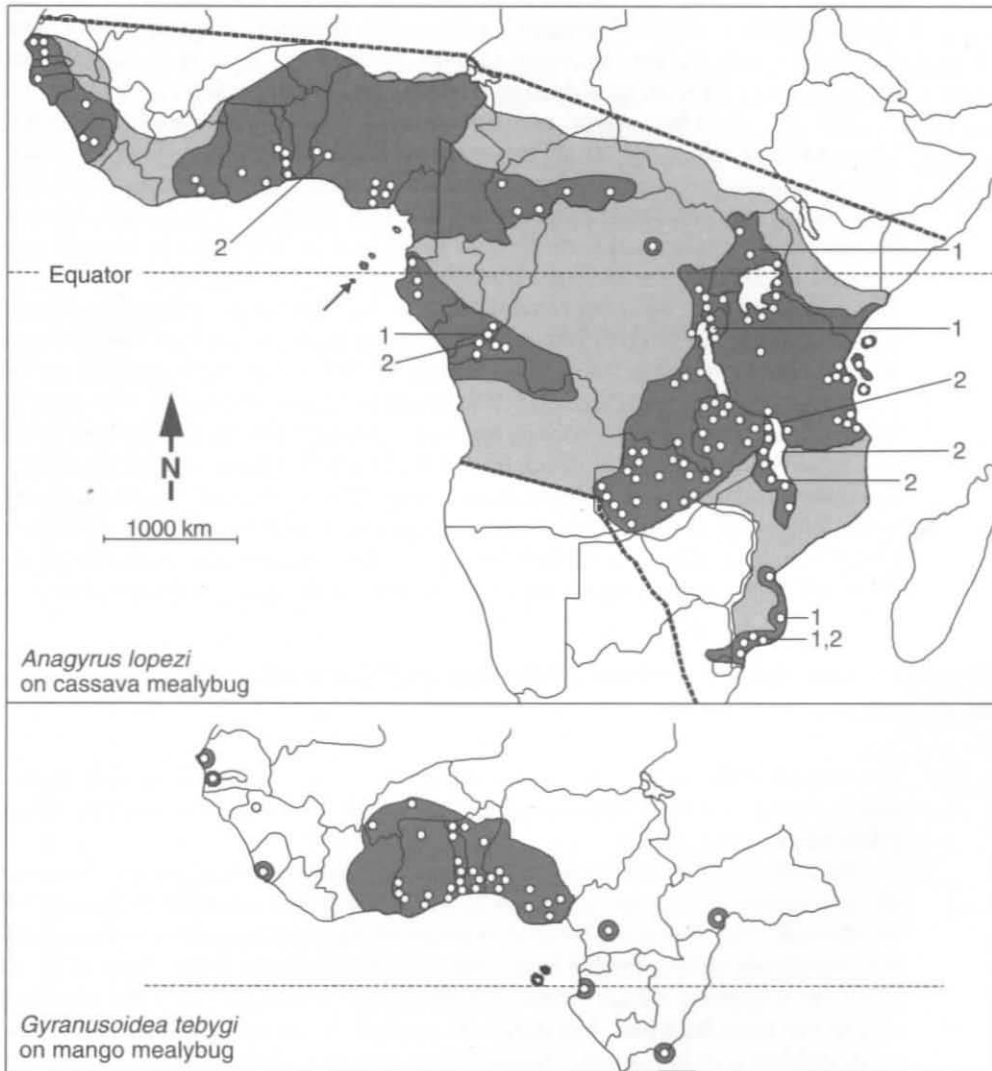 2
Equator
1
1
1
2
2
2
2
N
1000 km
1
1,2
Anagyrus lopezi
on cassava mealybug
Gyranusoidea tebygi
on mango mealybug